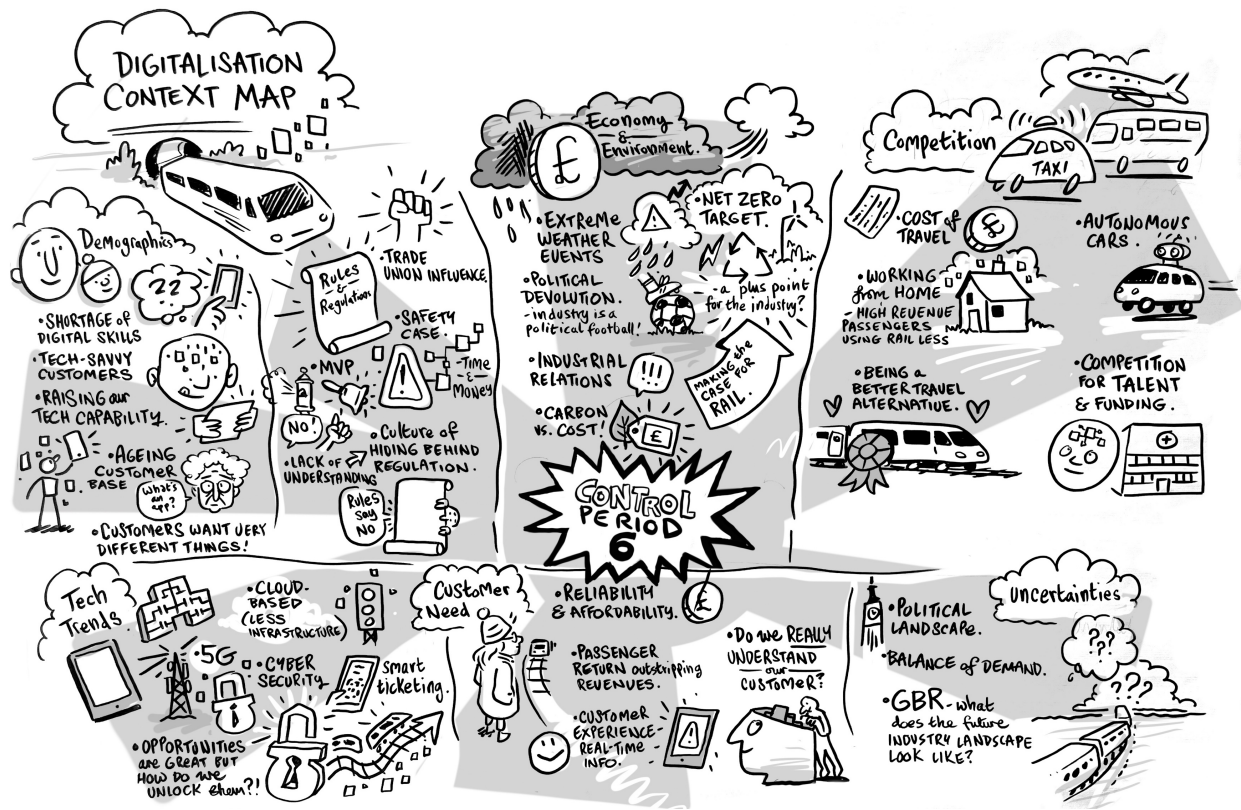 DIGITALISATION
CONTEXT MAP
Demographics
??
• SHORTAGE of
DIGITAL SKILLS
• TECH-SAVVY
CUSTOMERS
• RAISING our
TECH CAPABILITY.
• AGEING
CUSTOMER
BASE
What's
an
app?
• CUSTOMERS WANT VERY
DIFFERENT THINGS!
• TRADE
UNION INFLUENCE.
Rules
&
Regulations
• SAFETY
CASE.
- Time
&
Money
• MVP
NO!
• LACK of
UNDERSTANDING
• Culture of
HIDING BEHIND
REGULATION.
Rules
SAY
NO
Economy
&
Environment.
£
• EXTREME
WEATHER
EVENTS
• POLITICAL
DEVOLUTION.
- industry is a
political football!
• INDUSTRIAL
RELATIONS
!!!
• CARBON
vs. COST!
£
• NET ZERO
TARGET.
- a plus point
for the industry?
MAKING the
CASE FOR
RAIL.
CONTROL
PERIOD
6
Competition
TAXI
• COST of
TRAVEL
£
• WORKING
from HOME
- HIGH REVENUE
PASSENGERS
USING RAIL LESS
• BEING a
BETTER TRAVEL
ALTERNATIVE.
• AUTONOMOUS
CARS.
• COMPETITION
FOR TALENT
& FUNDING.
Tech
Trends
• CLOUD-
BASED
(LESS
INFRASTRUCTURE)
• 5G
• CYBER
SECURITY
Smart
ticketing.
• OPPORTUNITIES
are GREAT BUT
HOW DO we
UNLOCK them?!
Customer
Need
• RELIABILITY
& AFFORDABILITY.
£
• PASSENGER
RETURN outstripping
REVENUES.
• CUSTOMER
EXPERIENCE-
REAL-TIME
INFO.
• Do we REALLY
UNDERSTAND
our
CUSTOMER?
Uncertainties
• POLITICAL
LANDSCAPE.
• BALANCE of DEMAND.
• GBR - what
does the future
INDUSTRY LANDSCAPE
LOOK LIKE?
??
???